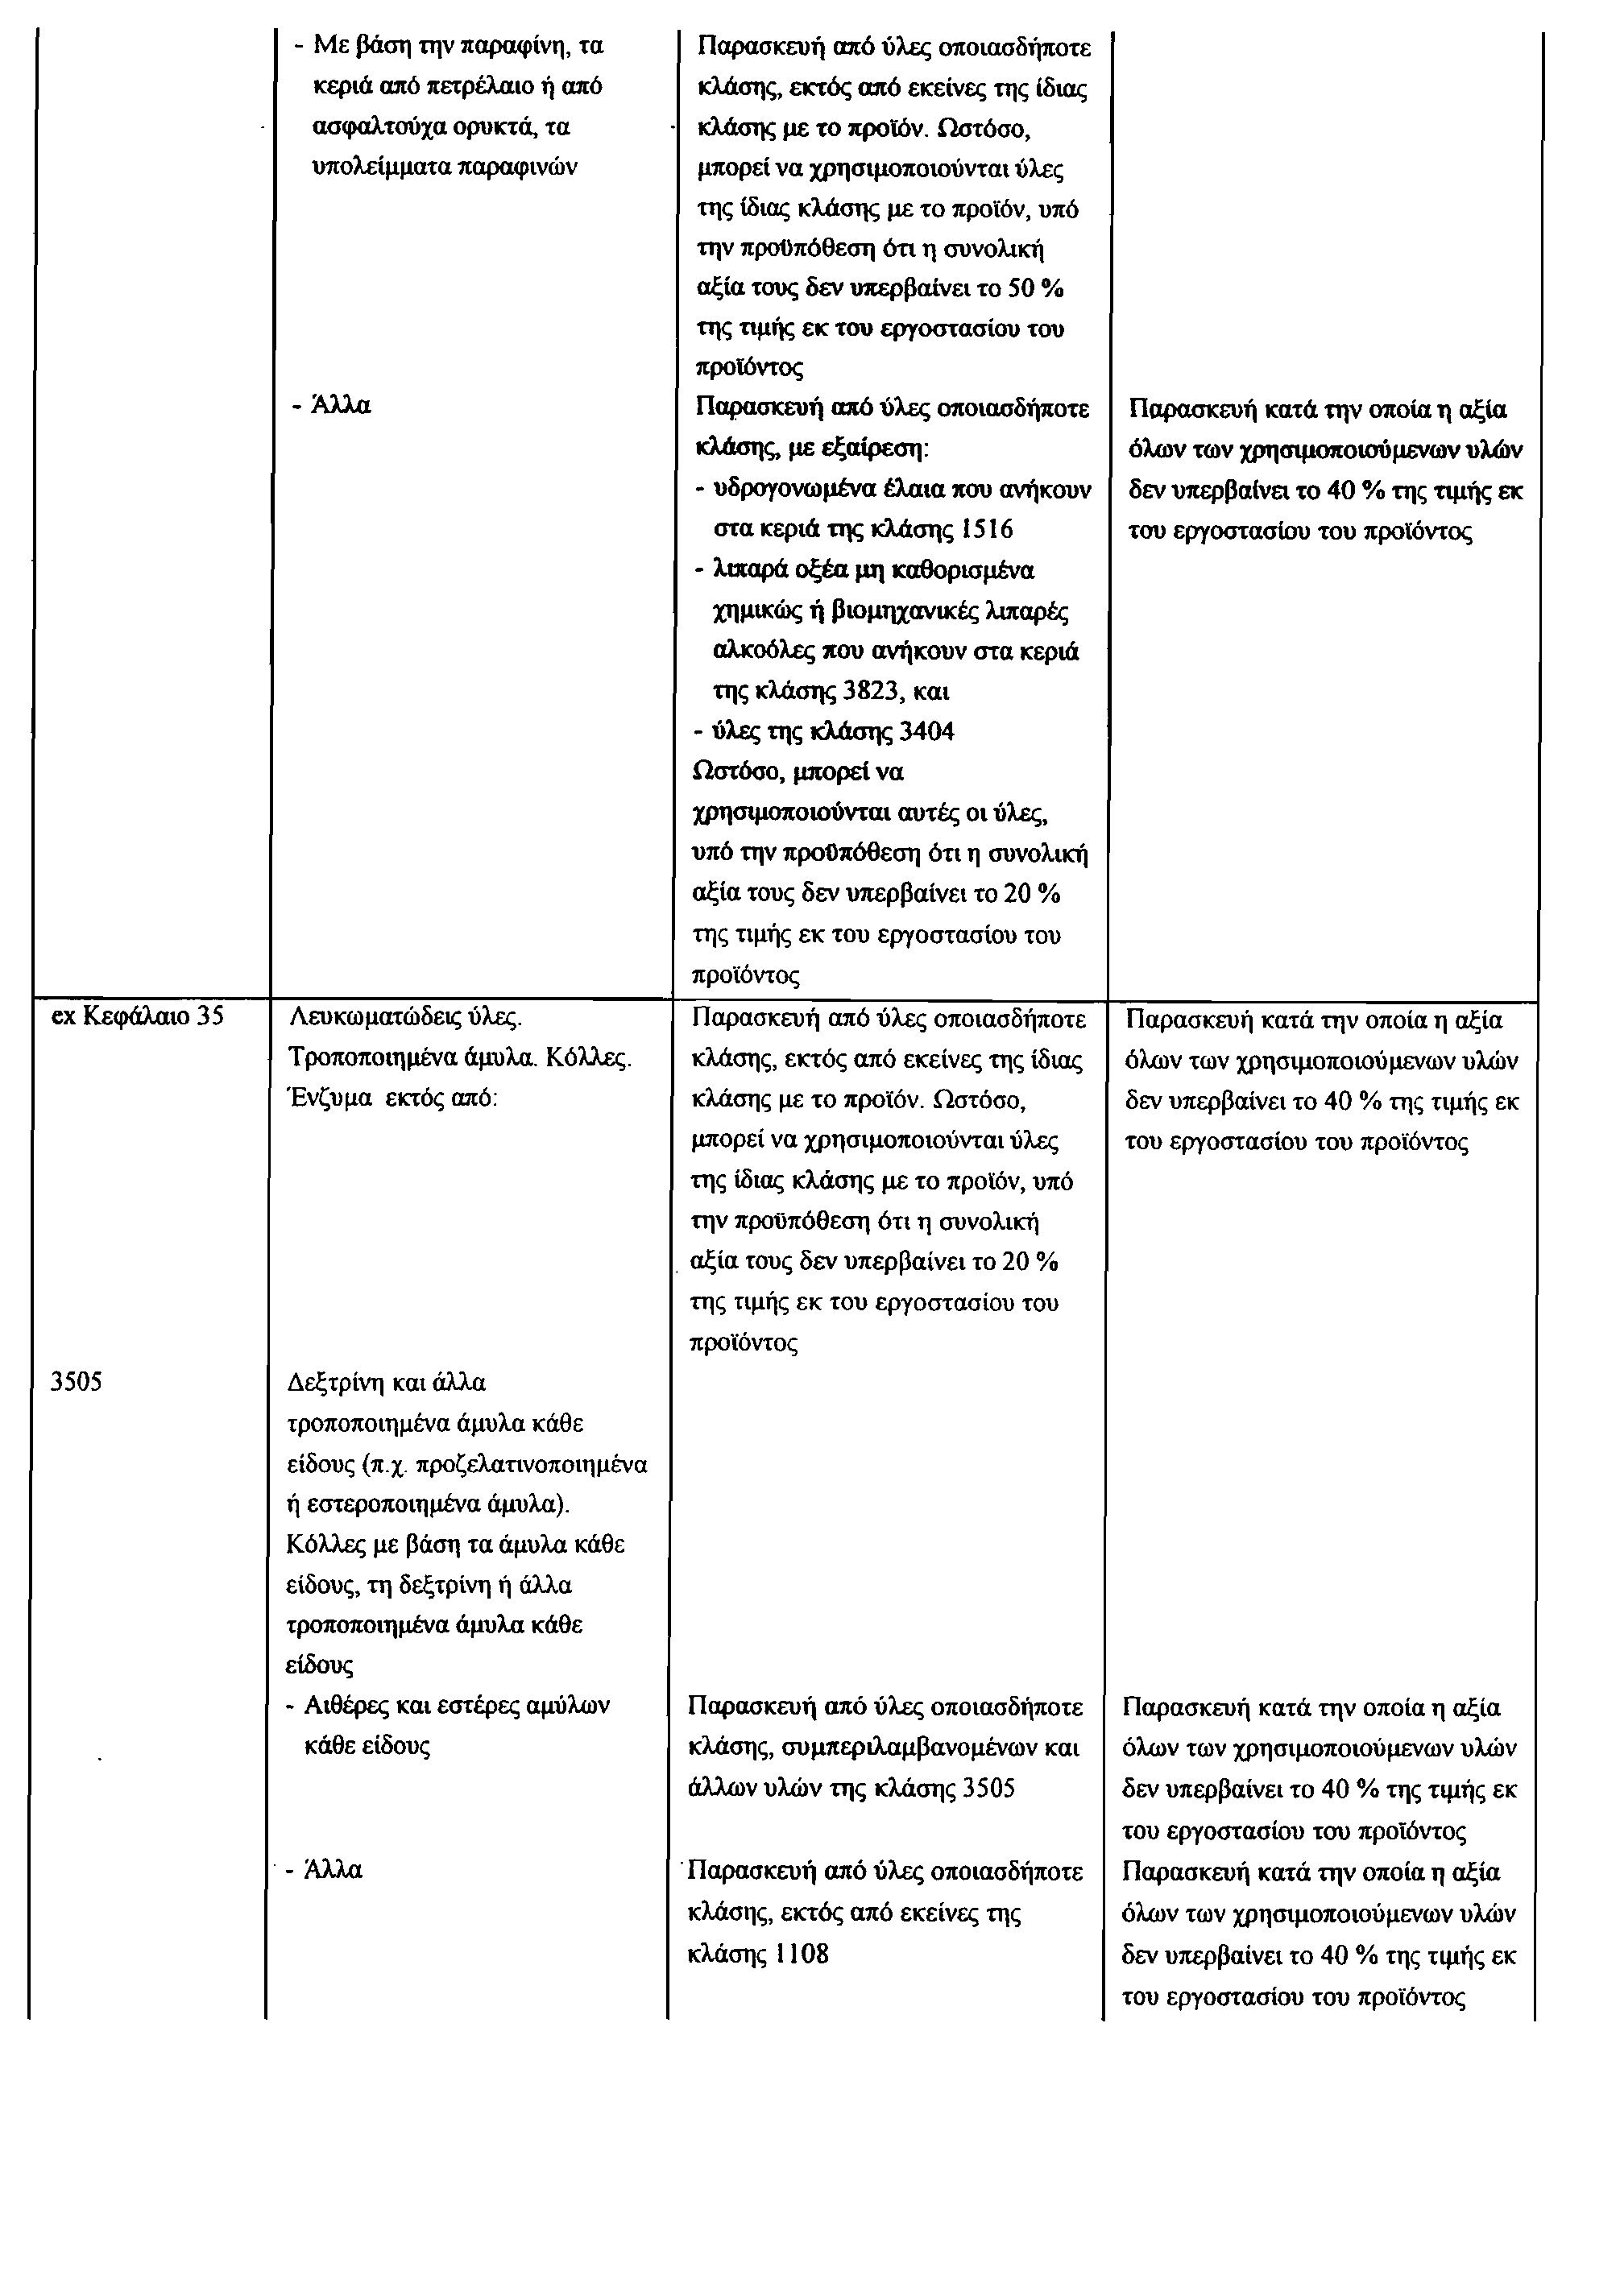 - Με βάση την παραφίνη, τα
κεριά από πετρέλαιο ή από
ασφαλτούχα ορυκτά, τα
υπολείμματα παραφινών
Παρασκευή από ύλες οποιασδήποτε
κλάσης, εκτός από εκείνες της ίδιας
κλάσης με το προϊόν. Ωστόσο,
μπορεί να χρησιμοποιούνται ύλες
της ίδιας κλάσης με το προϊόν, υπό
την προϋπόθεση ότι η συνολική
αξία τους δεν υπερβαίνει το 50 %
της τιμής εκ του εργοστασίου του
προϊόντος
- Άλλα
Παρασκευή από ύλες οποιασδήποτε
κλάσης, με εξαίρεση:
- υδρογονωμένα έλαια που ανήκουν
στα κεριά της κλάσης 1516
- λιπαρά οξέα μη καθορισμένα
χημικώς ή βιομηχανικές λιπαρές
αλκοόλες που ανήκουν στα κεριά
της κλάσης 3823, και
- ύλες της κλάσης 3404
Ωστόσο, μπορεί να
χρησιμοποιούνται αυτές οι ύλες,
υπό την προϋπόθεση ότι η συνολική
αξία τους δεν υπερβαίνει το 20 %
της τιμής εκ του εργοστασίου του
προϊόντος
Παρασκευή κατά την οποία η αξία
όλων των χρησιμοποιούμενων υλών
δεν υπερβαίνει το 40 % της τιμής εκ
του εργοστασίου του προϊόντος
ex Κεφάλαιο 35
Λευκωματώδεις ύλες.
Τροποποιημένα άμυλα. Κόλλες.
Ένζυμα εκτός από:
Παρασκευή από ύλες οποιασδήποτε
κλάσης, εκτός από εκείνες της ίδιας
κλάσης με το προϊόν. Ωστόσο,
μπορεί να χρησιμοποιούνται ύλες
της ίδιας κλάσης με το προϊόν, υπό
την προϋπόθεση ότι η συνολική
αξία τους δεν υπερβαίνει το 20 %
της τιμής εκ του εργοστασίου του
προϊόντος
Παρασκευή κατά την οποία η αξία
όλων των χρησιμοποιούμενων υλών
δεν υπερβαίνει το 40 % της τιμής εκ
του εργοστασίου του προϊόντος
3505
Δεξτρίνη και άλλα
τροποποιημένα άμυλα κάθε
είδους (π.χ. προζελατινοποιημένα
ή εστεροποιημένα άμυλα).
Κόλλες με βάση τα άμυλα κάθε
είδους, τη δεξτρίνη ή άλλα
τροποποιημένα άμυλα κάθε
είδους
- Αιθέρες και εστέρες αμύλων
κάθε είδους
Παρασκευή από ύλες οποιασδήποτε
κλάσης, συμπεριλαμβανομένων και
άλλων υλών της κλάσης 3505
Παρασκευή κατά την οποία η αξία
όλων των χρησιμοποιούμενων υλών
δεν υπερβαίνει το 40 % της τιμής εκ
του εργοστασίου του προϊόντος
- Άλλα
Παρασκευή από ύλες οποιασδήποτε
κλάσης, εκτός από εκείνες της
κλάσης 1108
Παρασκευή κατά την οποία η αξία
όλων των χρησιμοποιούμενων υλών
δεν υπερβαίνει το 40 % της τιμής εκ
του εργοστασίου του προϊόντος